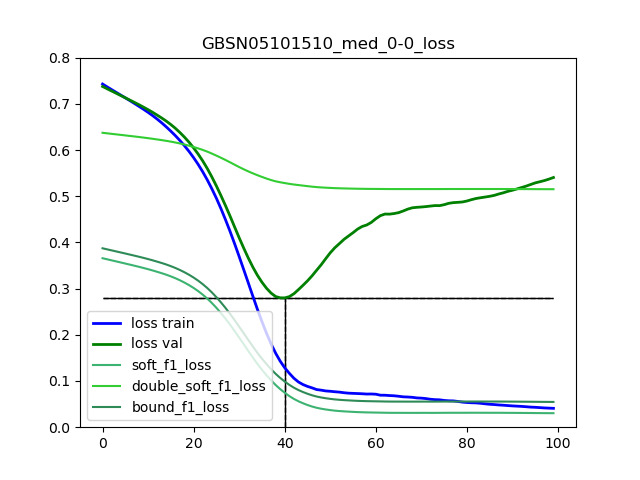 GBSN05101510_med_0-0_loss
0.8
0.7
0.6
0.5
0.4
0.3
0.2
0.1
0.0
loss train
loss val
soft_f1_loss
double_soft_f1_loss
bound_f1_loss
0 20 40 60 80 100